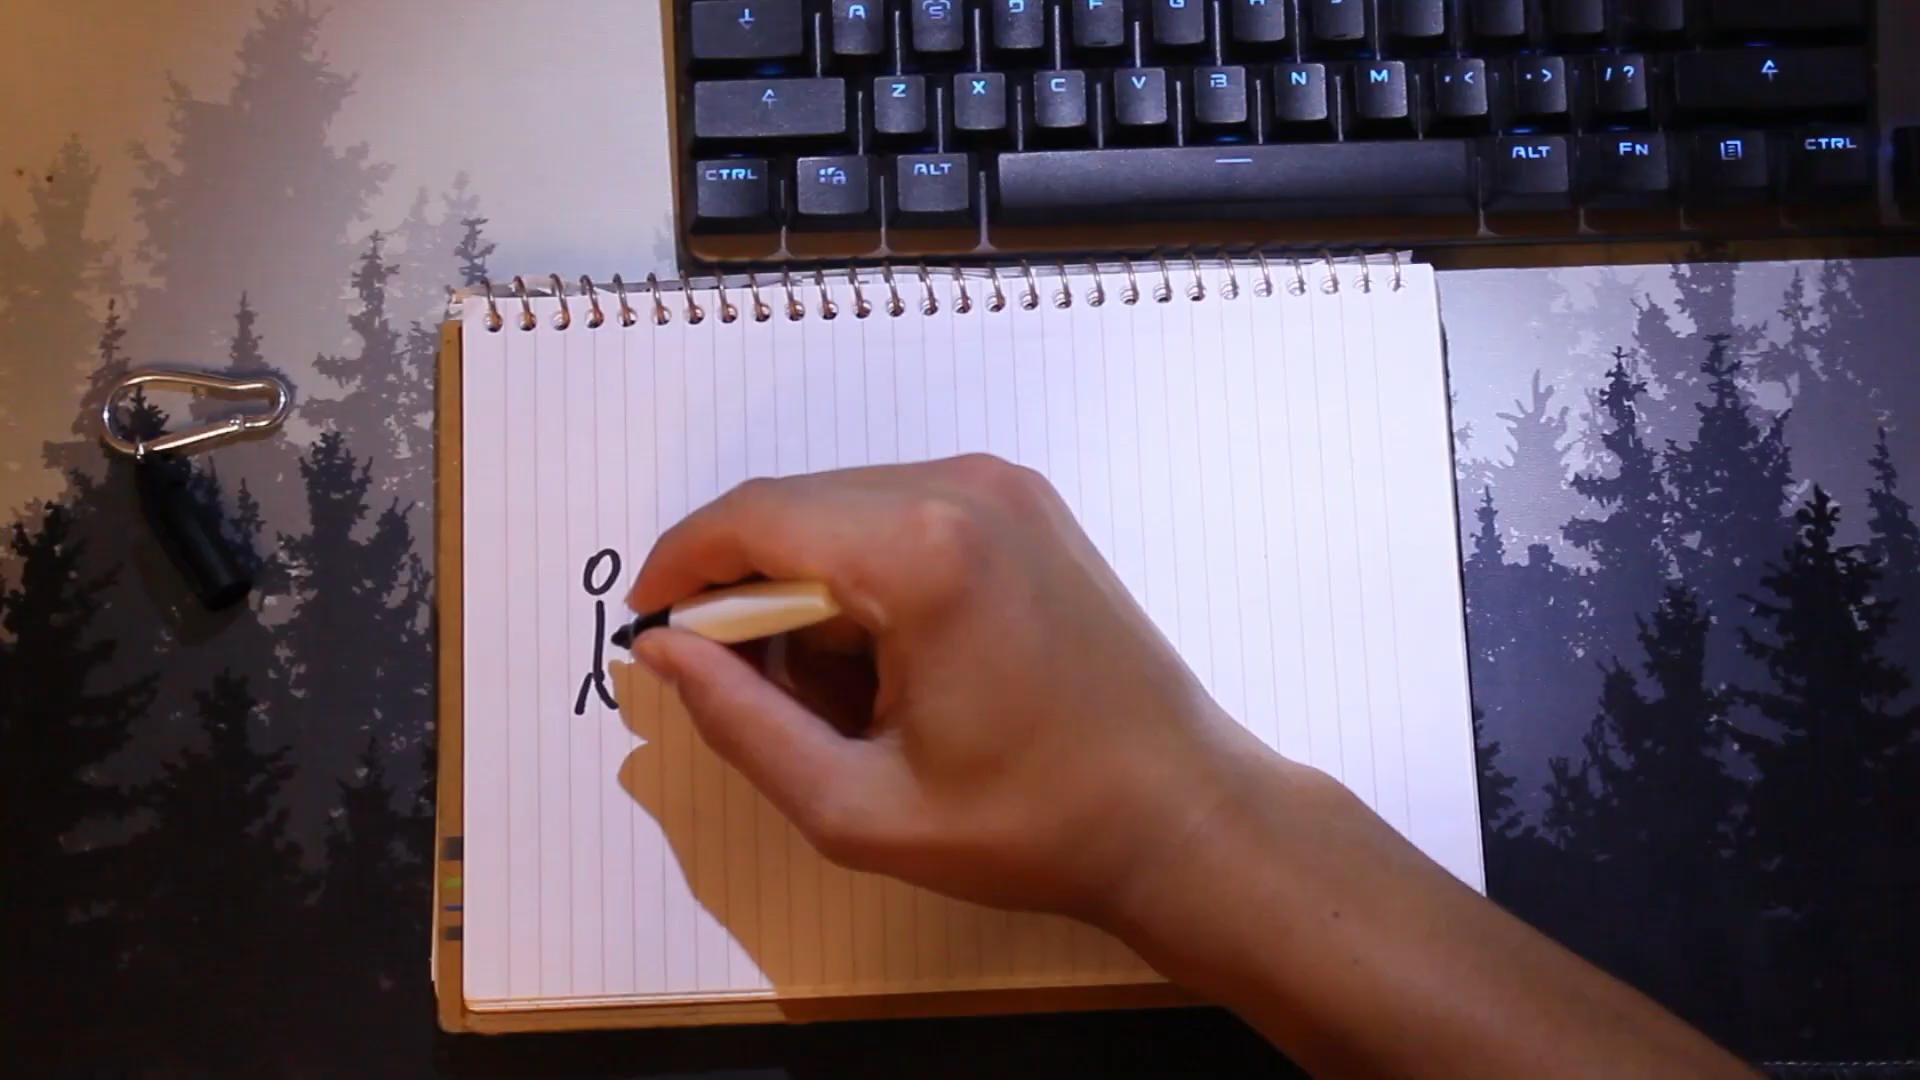 A S D F G H J
Z X C V B N M , < . > / ?
CTRL ALT ALT FN CTRL